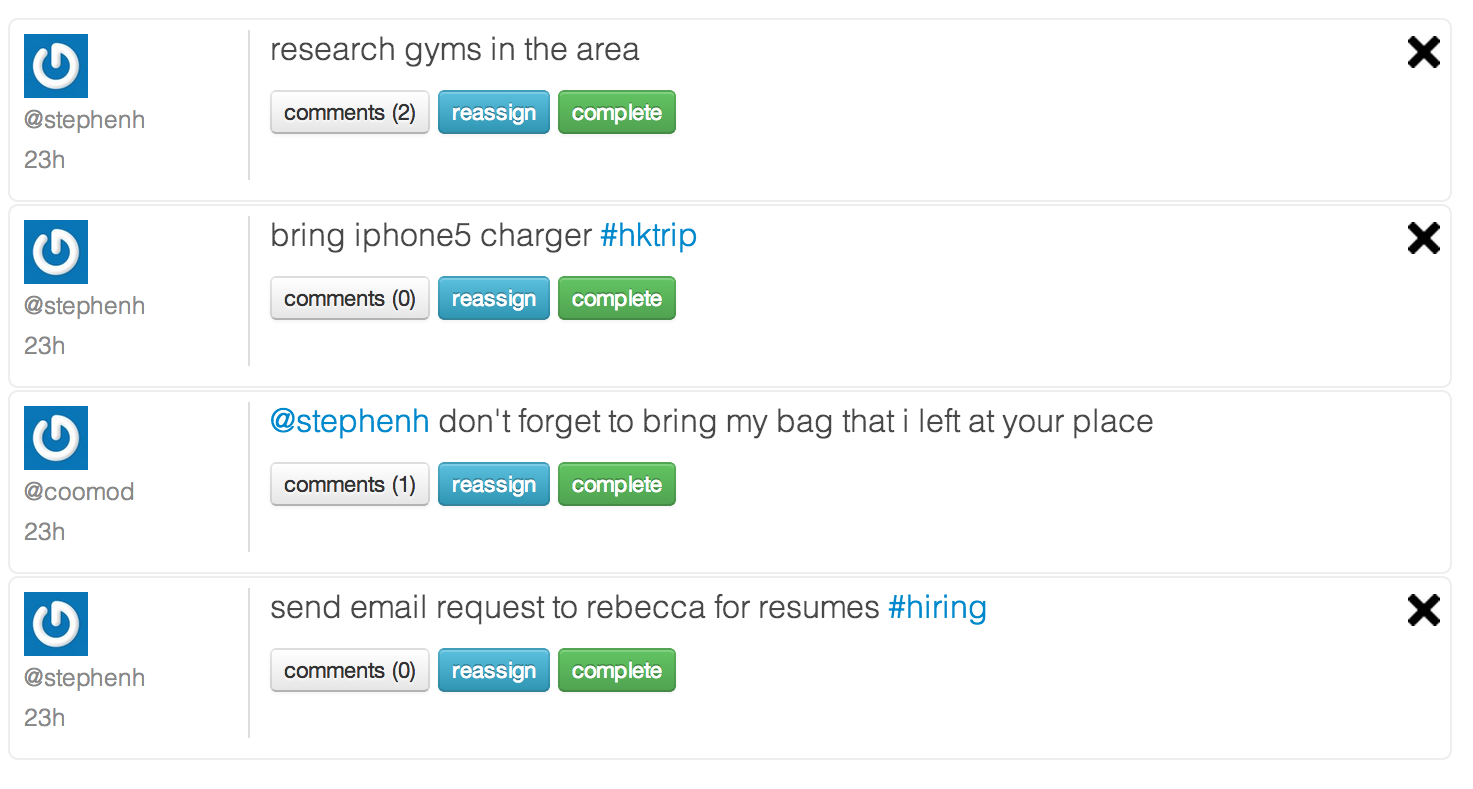 research gyms in the area
comments (2) reassign complete
@stephenh
23h
bring iphone5 charger #hktrip
comments (0) reassign complete
@stephenh
23h
@stephenh don't forget to bring my bag that i left at your place
comments (1) reassign complete
@coomod
23h
send email request to rebecca for resumes #hiring
comments (0) reassign complete
@stephenh
23h